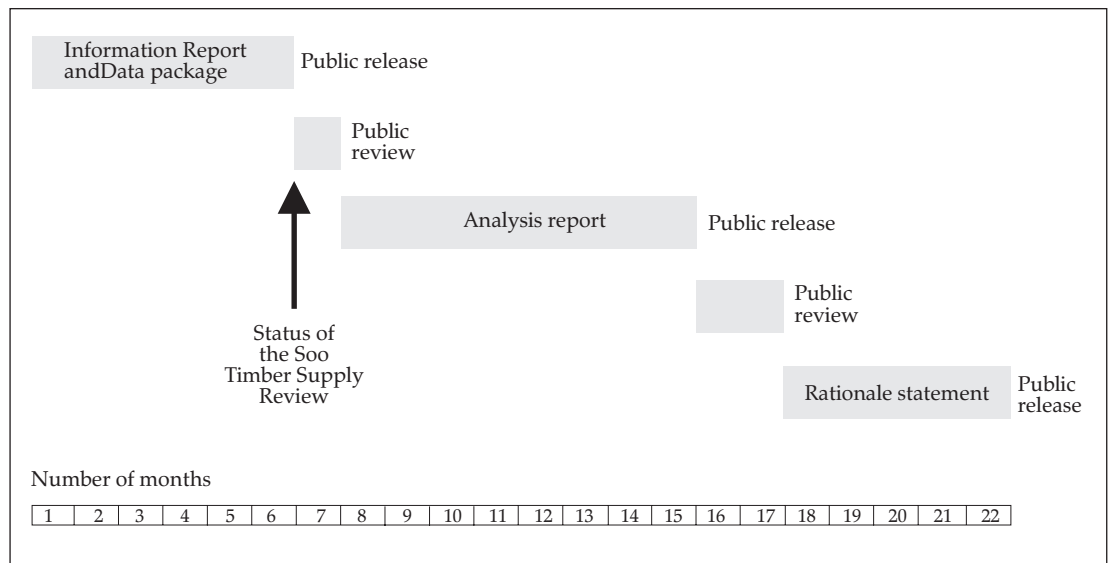 Information Report
andData package
Public release
Public
review
Analysis report
Public release
Public
review
Status of
the Soo
Timber Supply
Review
Rationale statement
Public
release
Number of months
1 2 3 4 5 6 7 8 9 10 11 12 13 14 15 16 17 18 19 20 21 22